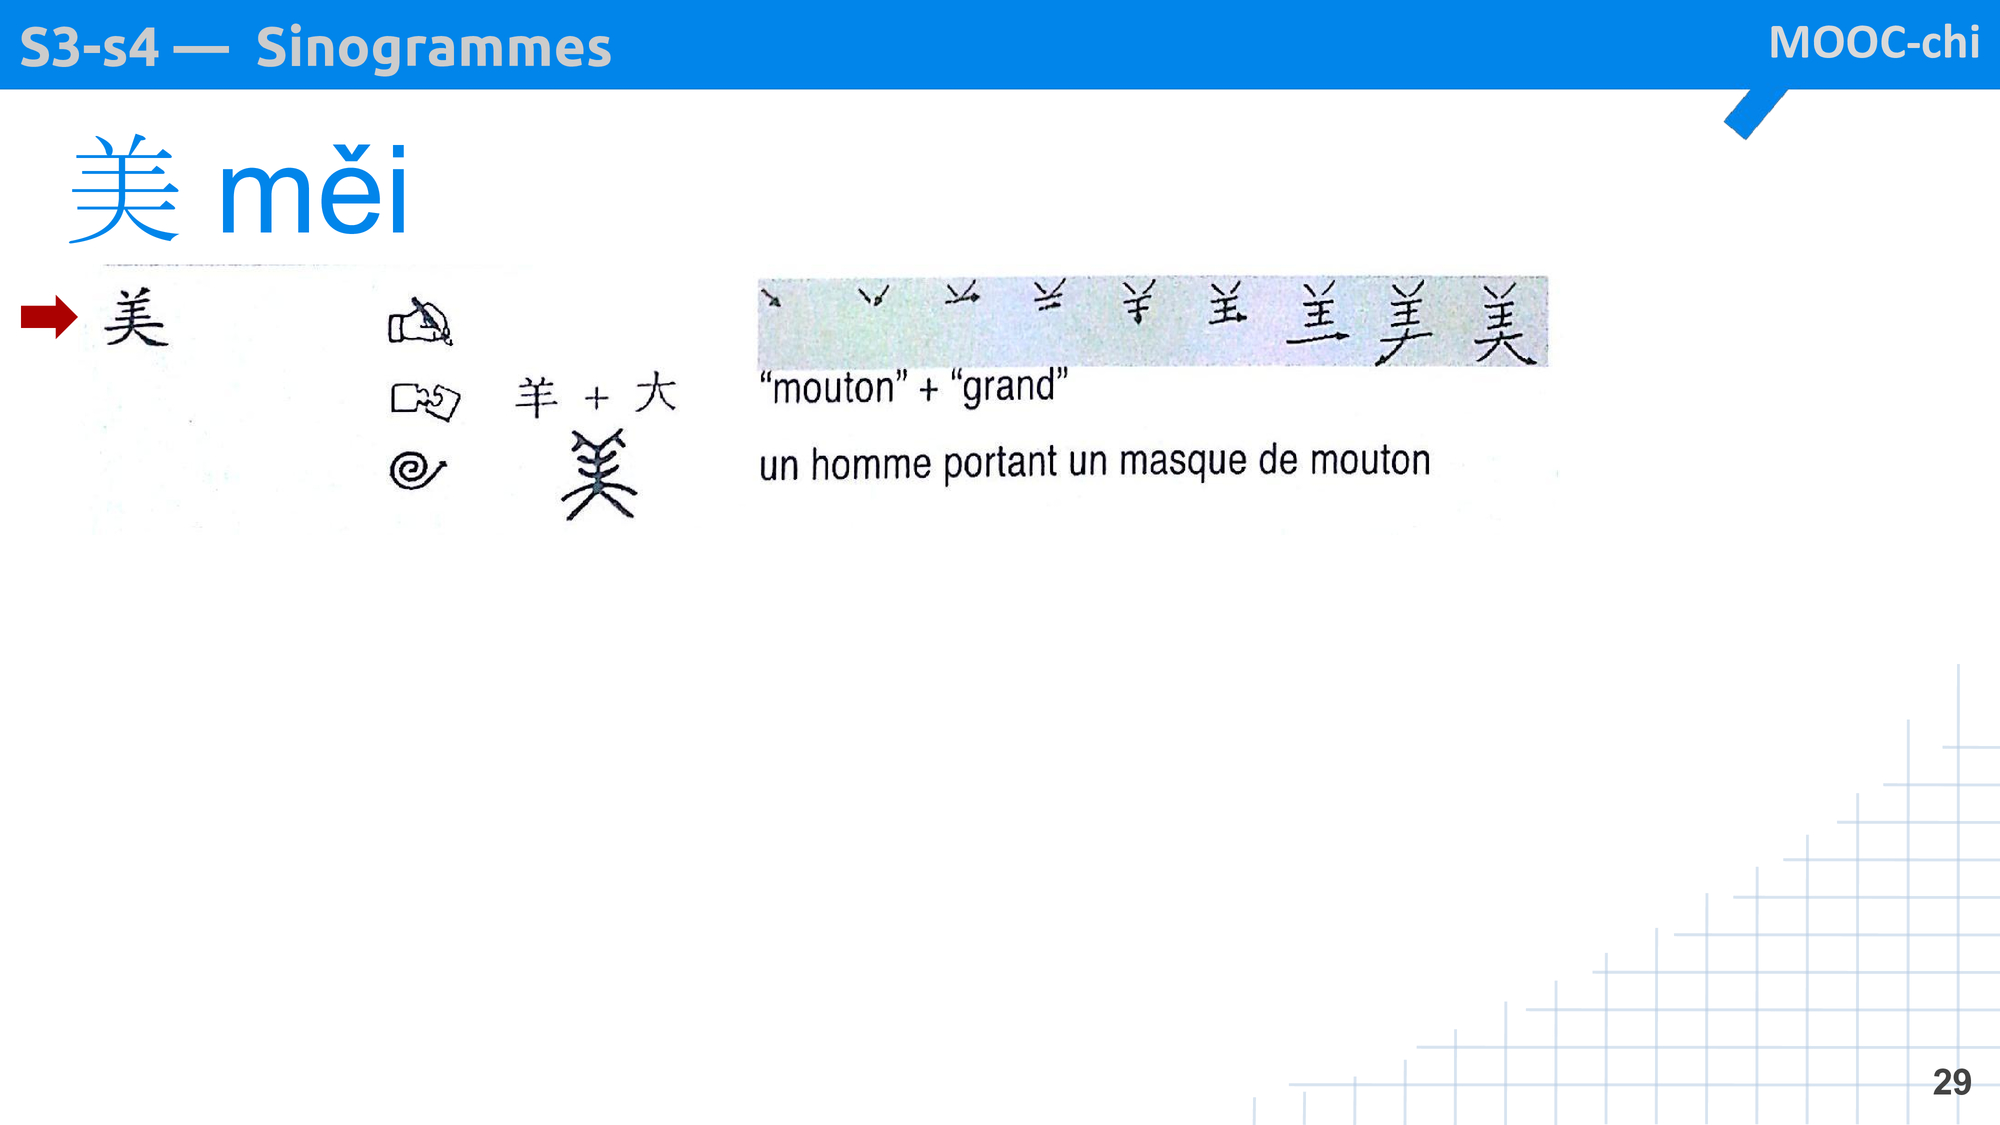 S3-s4 — Sinogrammes
MOOC-chi
美 měi
美
羊 + 大
“mouton” + “grand”
un homme portant un masque de mouton
29